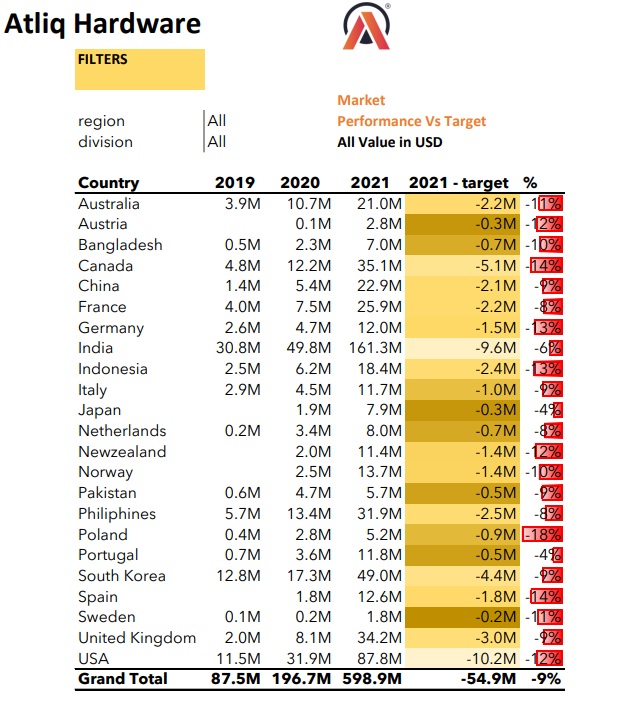 Atliq Hardware
FILTERS
Market
region All Performance Vs Target
division All All Value in USD
Country 2019 2020 2021 2021 - target %
Australia 3.9M 10.7M 21.0M -2.2M -11%
Austria 0.1M 2.8M -0.3M -12%
Bangladesh 0.5M 2.3M 7.0M -0.7M -10%
Canada 4.8M 12.2M 35.1M -5.1M -14%
China 1.4M 5.4M 22.9M -2.1M -9%
France 4.0M 7.5M 25.9M -2.2M -8%
Germany 2.6M 4.7M 12.0M -1.5M -13%
India 30.8M 49.8M 161.3M -9.6M -6%
Indonesia 2.5M 6.2M 18.4M -2.4M -13%
Italy 2.9M 4.5M 11.7M -1.0M -9%
Japan 1.9M 7.9M -0.3M -4%
Netherlands 0.2M 3.4M 8.0M -0.7M -8%
Newzealand 2.0M 11.4M -1.4M -12%
Norway 2.5M 13.7M -1.4M -10%
Pakistan 0.6M 4.7M 5.7M -0.5M -9%
Philiphines 5.7M 13.4M 31.9M -2.5M -8%
Poland 0.4M 2.8M 5.2M -0.9M -18%
Portugal 0.7M 3.6M 11.8M -0.5M -4%
South Korea 12.8M 17.3M 49.0M -4.4M -9%
Spain 1.8M 12.6M -1.8M -14%
Sweden 0.1M 0.2M 1.8M -0.2M -11%
United Kingdom 2.0M 8.1M 34.2M -3.0M -9%
USA 11.5M 31.9M 87.8M -10.2M -12%
Grand Total 87.5M 196.7M 598.9M -54.9M -9%